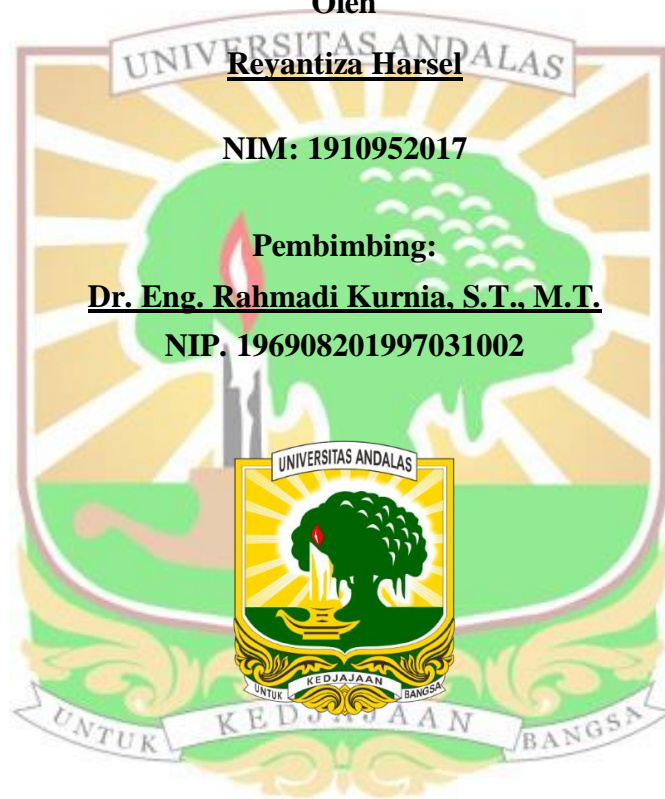 Oleh
UNIVERSITAS ANDALAS
Reyantiza Harsel
NIM: 1910952017
Pembimbing:
Dr. Eng. Rahmadi Kurnia, S.T., M.T.
NIP. 196908201997031002
UNIVERSITAS ANDALAS
UNTUK KEDJAJAAN BANGSA
UNTUK KEDJAJAAN BANGSA